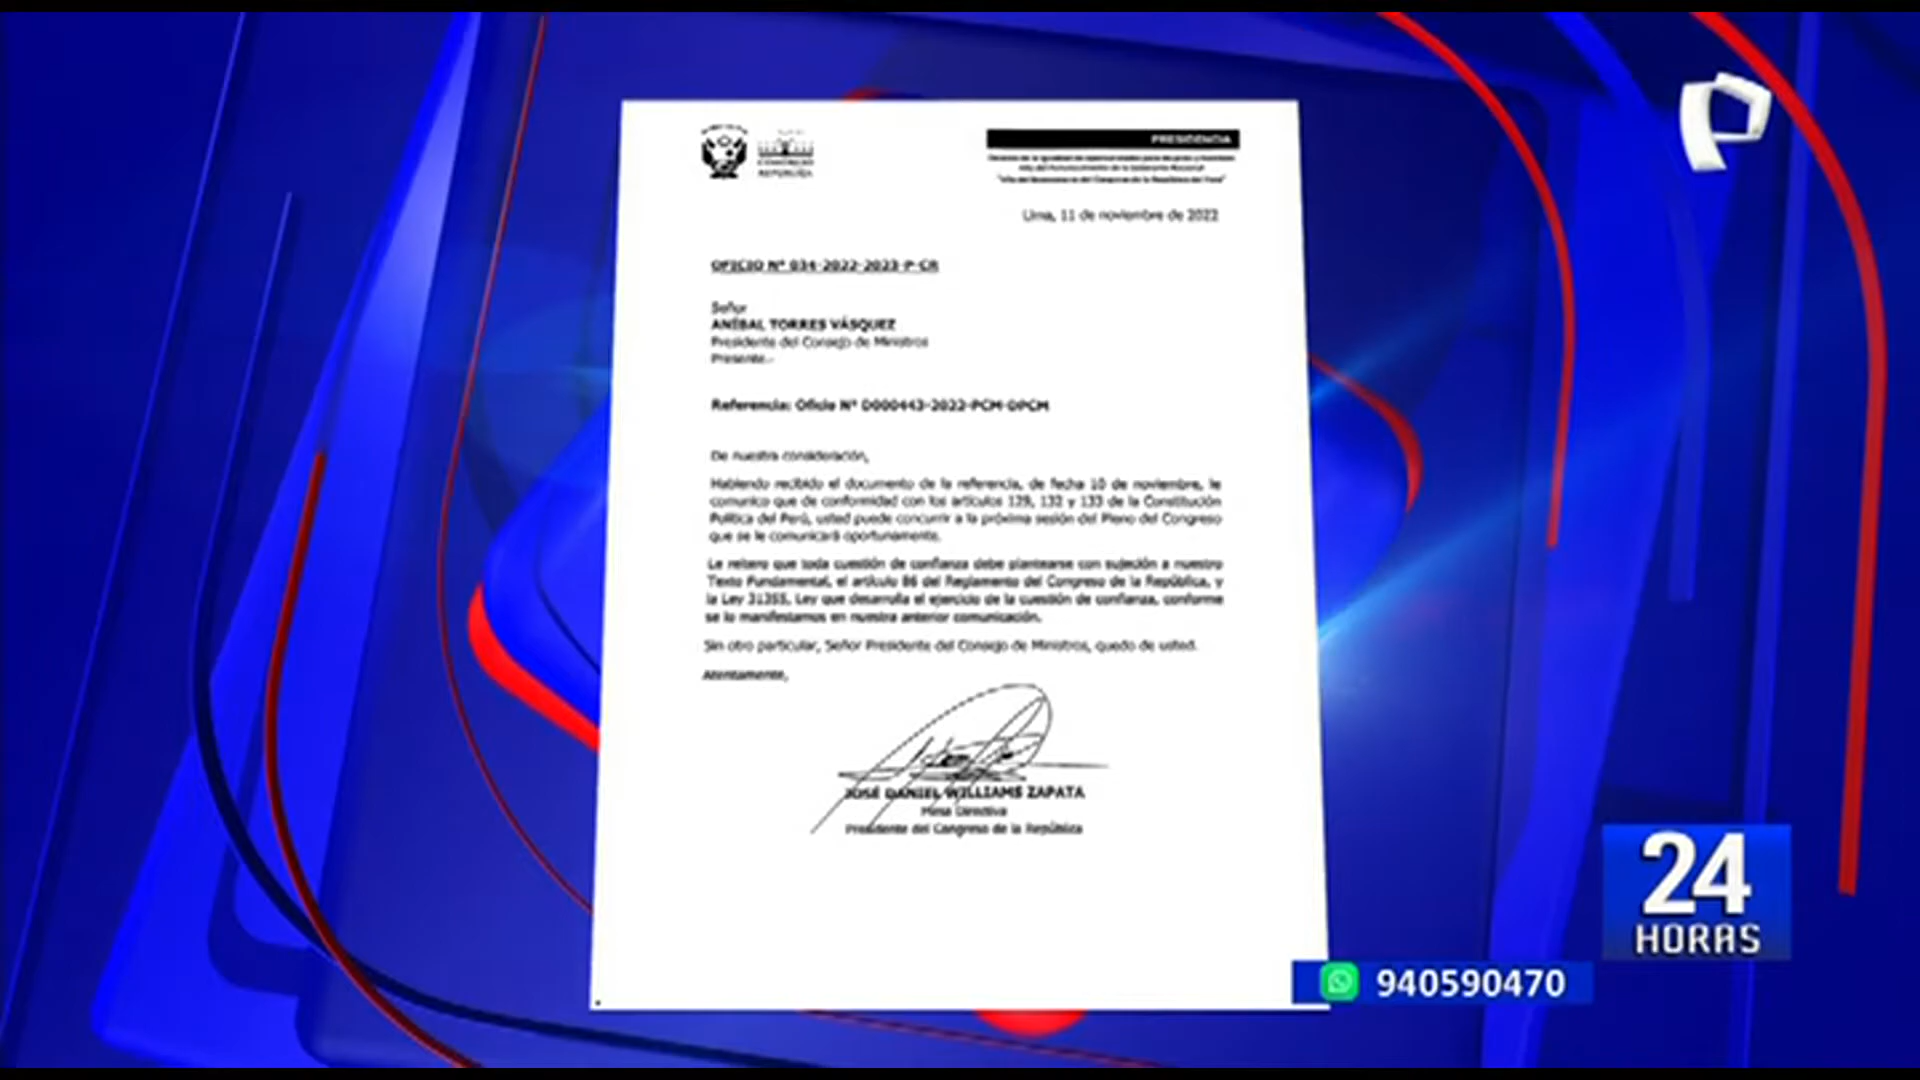 CONGRESO
REPÚBLICA
PRESIDENCIA
Lima, 11 de noviembre de 2022
OFICIO N° 034-2022-2023-P-CR
Señor
ANÍBAL TORRES VÁSQUEZ
Presidente del Consejo de Ministros
Presente.-
Referencia: Oficio N° D000443-2022-PCM-DPCM
De nuestra consideración,
Habiendo recibido el documento de la referencia, de fecha 10 de noviembre, le
comunico que de conformidad con los artículos 129, 132 y 133 de la Constitución
Política del Perú, usted puede concurrir a la próxima sesión del Pleno del Congreso
que se le comunicará oportunamente.
Le reitero que toda cuestión de confianza debe plantearse con sujeción a nuestro
Texto Fundamental, el artículo 86 del Reglamento del Congreso de la República, y
la Ley 31355, Ley que desarrolla el ejercicio de la cuestión de confianza, conforme
se lo manifestamos en nuestra anterior comunicación.
Sin otro particular, Señor Presidente del Consejo de Ministros, quedo de usted.
Atentamente,
JOSÉ DANIEL WILLIAMS ZAPATA
Mesa Directiva
Presidente del Congreso de la República
24
HORAS
940590470